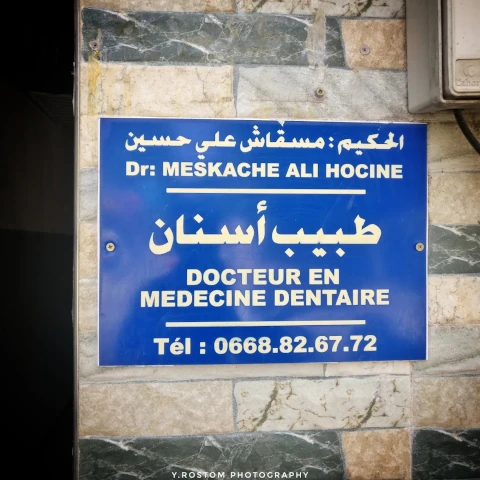 الحكيم : مسقاش علي حسين
Dr: MESKACHE ALI HOCINE
طبيب أسنان
DOCTEUR EN
MEDECINE DENTAIRE
Tél : 0668.82.67.72
Y.ROSTOM PHOTOGRAPHY